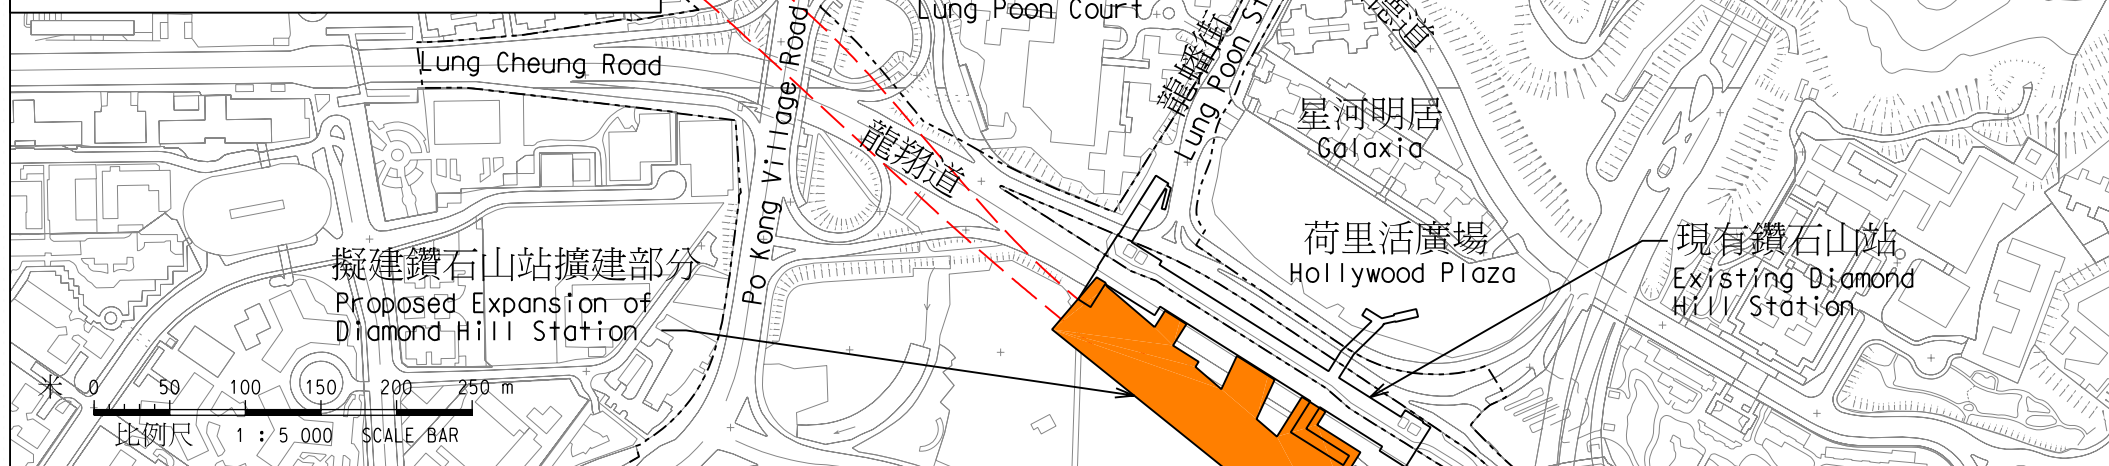 Lung Poon Court
Lung Cheung Road
Po Kong Village Road
龍翔道
龍蟠街
Lung Poon St
德道
星河明居
Galaxia
荷里活廣場
Hollywood Plaza
現有鑽石山站
Existing Diamond
Hill Station
擬建鑽石山站擴建部分
Proposed Expansion of
Diamond Hill Station
米 0 50 100 150 200 250 m
比例尺 1 : 5 000 SCALE BAR